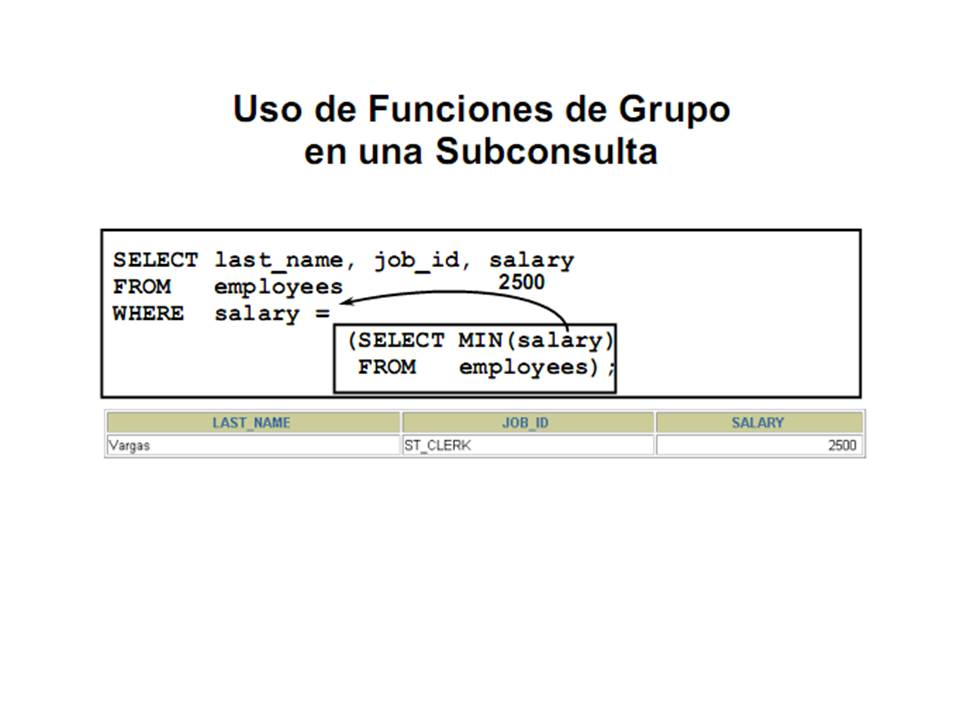 Uso de Funciones de Grupo
en una Subconsulta
SELECT last_name, job_id, salary
FROM employees
2500
WHERE salary =
(SELECT MIN(salary)
FROM employees);
LAST_NAME JOB_ID SALARY
Vargas ST_CLERK 2500